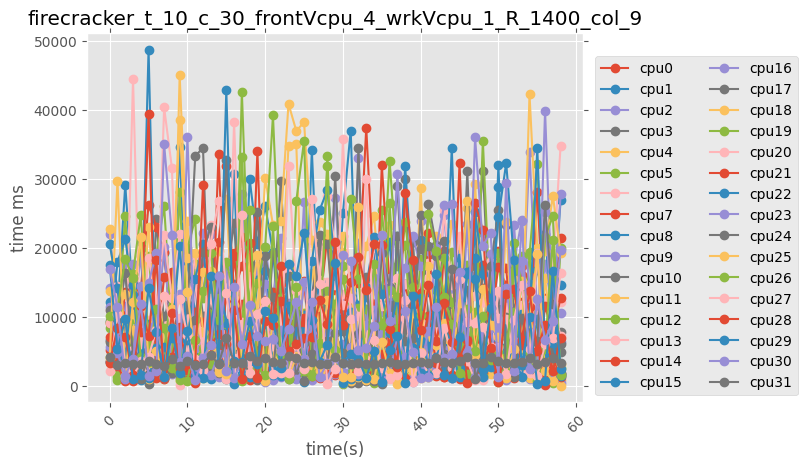 firecracker_t_10_c_30_frontVcpu_4_wrkVcpu_1_R_1400_col_9
50000
40000
30000
20000
10000
0
time ms
0
10
20
30
40
50
60
time(s)
cpu0
cpu1
cpu2
cpu3
cpu4
cpu5
cpu6
cpu7
cpu8
cpu9
cpu10
cpu11
cpu12
cpu13
cpu14
cpu15
cpu16
cpu17
cpu18
cpu19
cpu20
cpu21
cpu22
cpu23
cpu24
cpu25
cpu26
cpu27
cpu28
cpu29
cpu30
cpu31